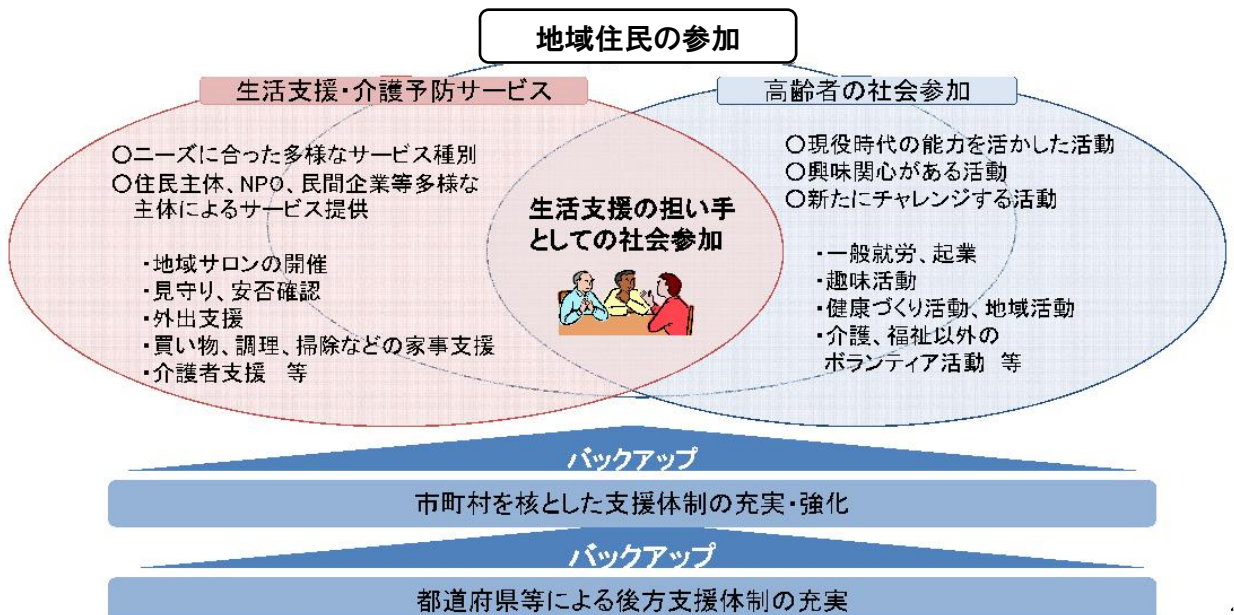 地域住民の参加
生活支援・介護予防サービス
〇ニーズに合った多様なサービス種別
〇住民主体、NPO、民間企業等多様な
主体によるサービス提供
・地域サロンの開催
・見守り、安否確認
・外出支援
・買い物、調理、掃除などの家事支援
・介護者支援 等
生活支援の担い手
としての社会参加
高齢者の社会参加
〇現役時代の能力を活かした活動
〇興味関心がある活動
〇新たにチャレンジする活動
・一般就労、起業
・趣味活動
・健康づくり活動、地域活動
・介護、福祉以外の
ボランティア活動 等
バックアップ
市町村を核とした支援体制の充実・強化
バックアップ
都道府県等による後方支援体制の充実